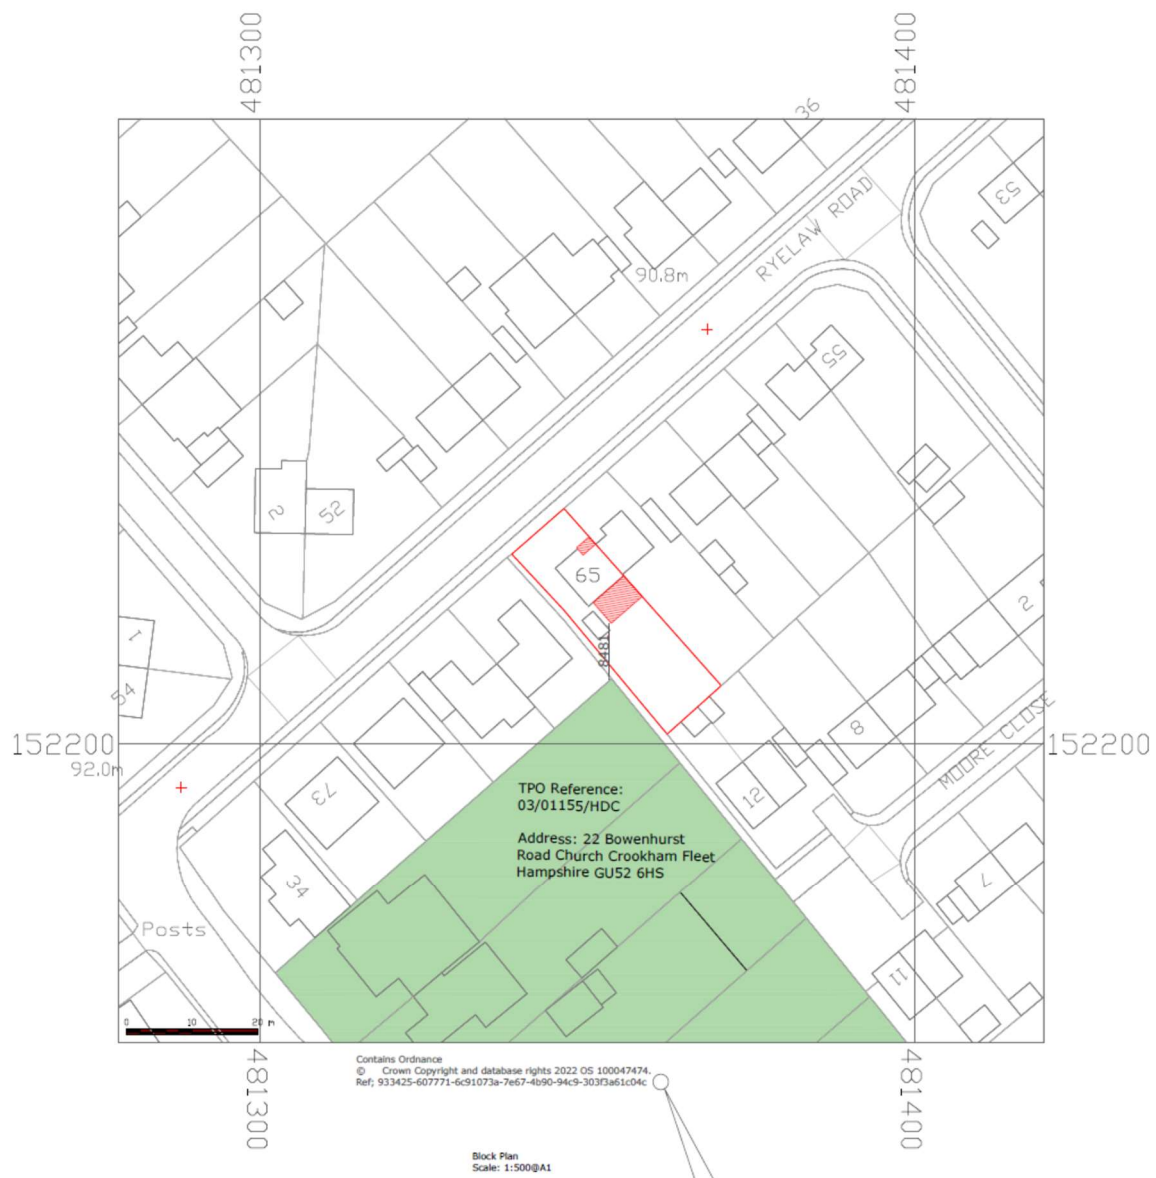 481300
481400
36
53
RYELAW ROAD
90.8m
55
2
52
65
2
1
54
8481
8
MOORE CLOSE
152200
152200
92.0m
73
12
TPO Reference:
03/01155/HDC
Address: 22 Bowenhurst
Road Church Crookham Fleet
Hampshire GU52 6HS
34
7
Posts
11
0 10 20 m
Contains Ordnance
© Crown Copyright and database rights 2022 OS 100047474.
Ref; 933425-607771-6c91073a-7e67-4b90-94c9-303f3a61c04c
481300
481400
Block Plan
Scale: 1:500@A1